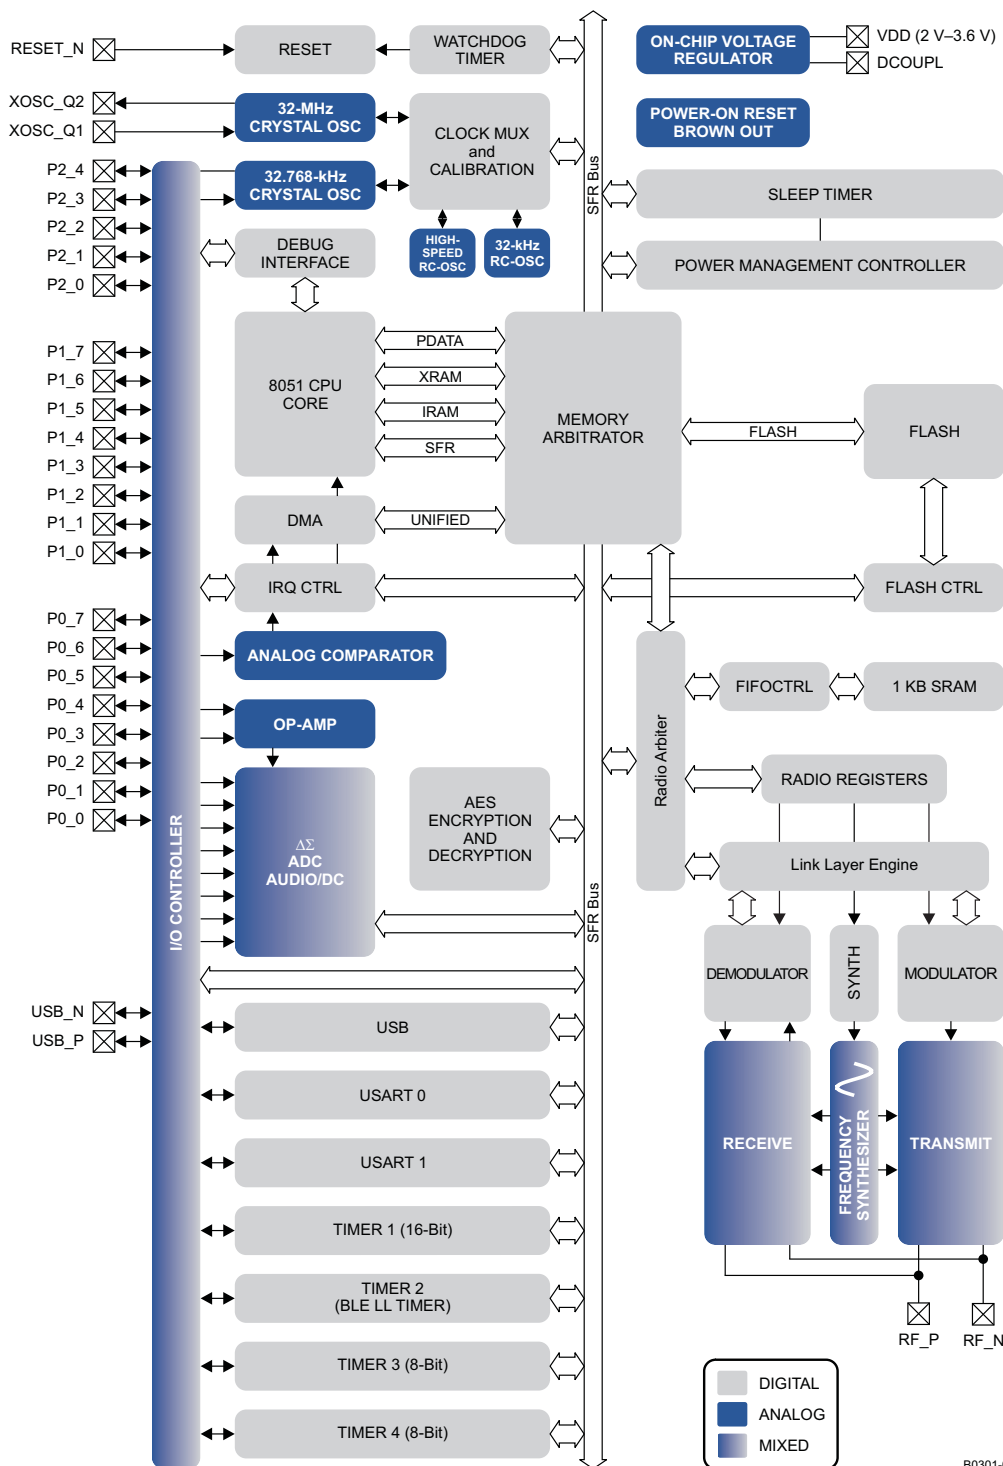 RESET_N
RESET
WATCHDOG
TIMER
ON-CHIP VOLTAGE
REGULATOR
VDD (2 V–3.6 V)
DCOUPL
XOSC_Q2
XOSC_Q1
32-MHz
CRYSTAL OSC
CLOCK MUX
and
CALIBRATION
POWER-ON RESET
BROWN OUT
SFR Bus
P2_4
P2_3
P2_2
P2_1
P2_0
32.768-kHz
CRYSTAL OSC
HIGH-
SPEED
RC-OSC
32-kHz
RC-OSC
DEBUG
INTERFACE
SLEEP TIMER
POWER MANAGEMENT CONTROLLER
P1_7
P1_6
P1_5
P1_4
P1_3
P1_2
P1_1
P1_0
8051 CPU
CORE
PDATA
XRAM
IRAM
SFR
MEMORY
ARBITRATOR
FLASH
FLASH
DMA
UNIFIED
IRQ CTRL
FLASH CTRL
P0_7
P0_6
P0_5
P0_4
P0_3
P0_2
P0_1
P0_0
ANALOG COMPARATOR
OP-AMP
FIFOCTRL
1 KB SRAM
Radio Arbiter
RADIO REGISTERS
ΔΣ
ADC
AUDIO/DC
AES
ENCRYPTION
AND
DECRYPTION
Link Layer Engine
I/O CONTROLLER
SFR Bus
DEMODULATOR
SYNTH
MODULATOR
USB_N
USB_P
USB
USART 0
USART 1
RECEIVE
FREQUENCY
SYNTHESIZER
TRANSMIT
TIMER 1 (16-Bit)
TIMER 2
(BLE LL TIMER)
TIMER 3 (8-Bit)
TIMER 4 (8-Bit)
RF_P
RF_N
DIGITAL
ANALOG
MIXED